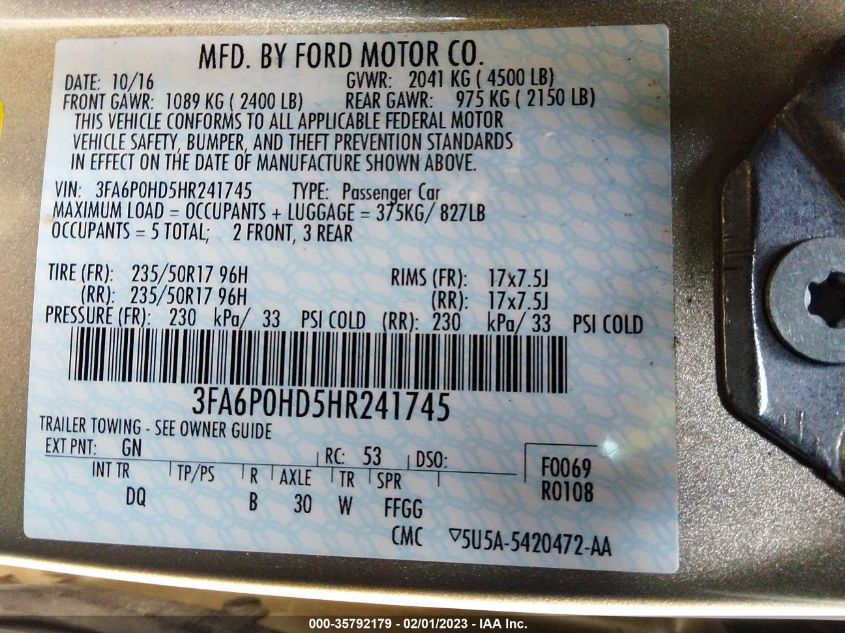 MFD. BY FORD MOTOR CO.
DATE: 10/16 GVWR: 2041 KG ( 4500 LB)
FRONT GAWR: 1089 KG ( 2400 LB) REAR GAWR: 975 KG ( 2150 LB)
THIS VEHICLE CONFORMS TO ALL APPLICABLE FEDERAL MOTOR
VEHICLE SAFETY, BUMPER, AND THEFT PREVENTION STANDARDS
IN EFFECT ON THE DATE OF MANUFACTURE SHOWN ABOVE.
VIN: 3FA6P0HD5HR241745 TYPE: Passenger Car
MAXIMUM LOAD = OCCUPANTS + LUGGAGE = 375KG/ 827LB
OCCUPANTS = 5 TOTAL; 2 FRONT, 3 REAR
TIRE (FR): 235/50R17 96H RIMS (FR): 17x7.5J
(RR): 235/50R17 96H (RR): 17x7.5J
PRESSURE (FR): 230 kPa/ 33 PSI COLD (RR): 230 kPa/ 33 PSI COLD
3FA6P0HD5HR241745
TRAILER TOWING - SEE OWNER GUIDE
EXT PNT: GN RC: 53 DSO:
INT TR TP/PS R AXLE TR SPR
DQ B 30 W FFGG
F0069
R0108
CMC ▽5U5A-5420472-AA
000-35792179 - 02/01/2023 - IAA Inc.